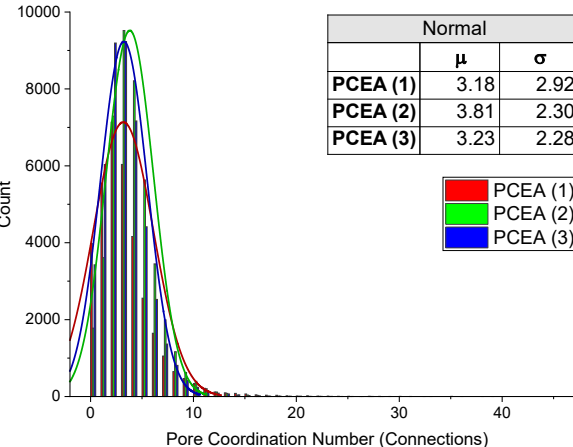 Normal
μ σ
PCEA (1) 3.18 2.92
PCEA (2) 3.81 2.30
PCEA (3) 3.23 2.28
PCEA (1)
PCEA (2)
PCEA (3)
Count
10000
8000
6000
4000
2000
0
0 10 20 30 40
Pore Coordination Number (Connections)